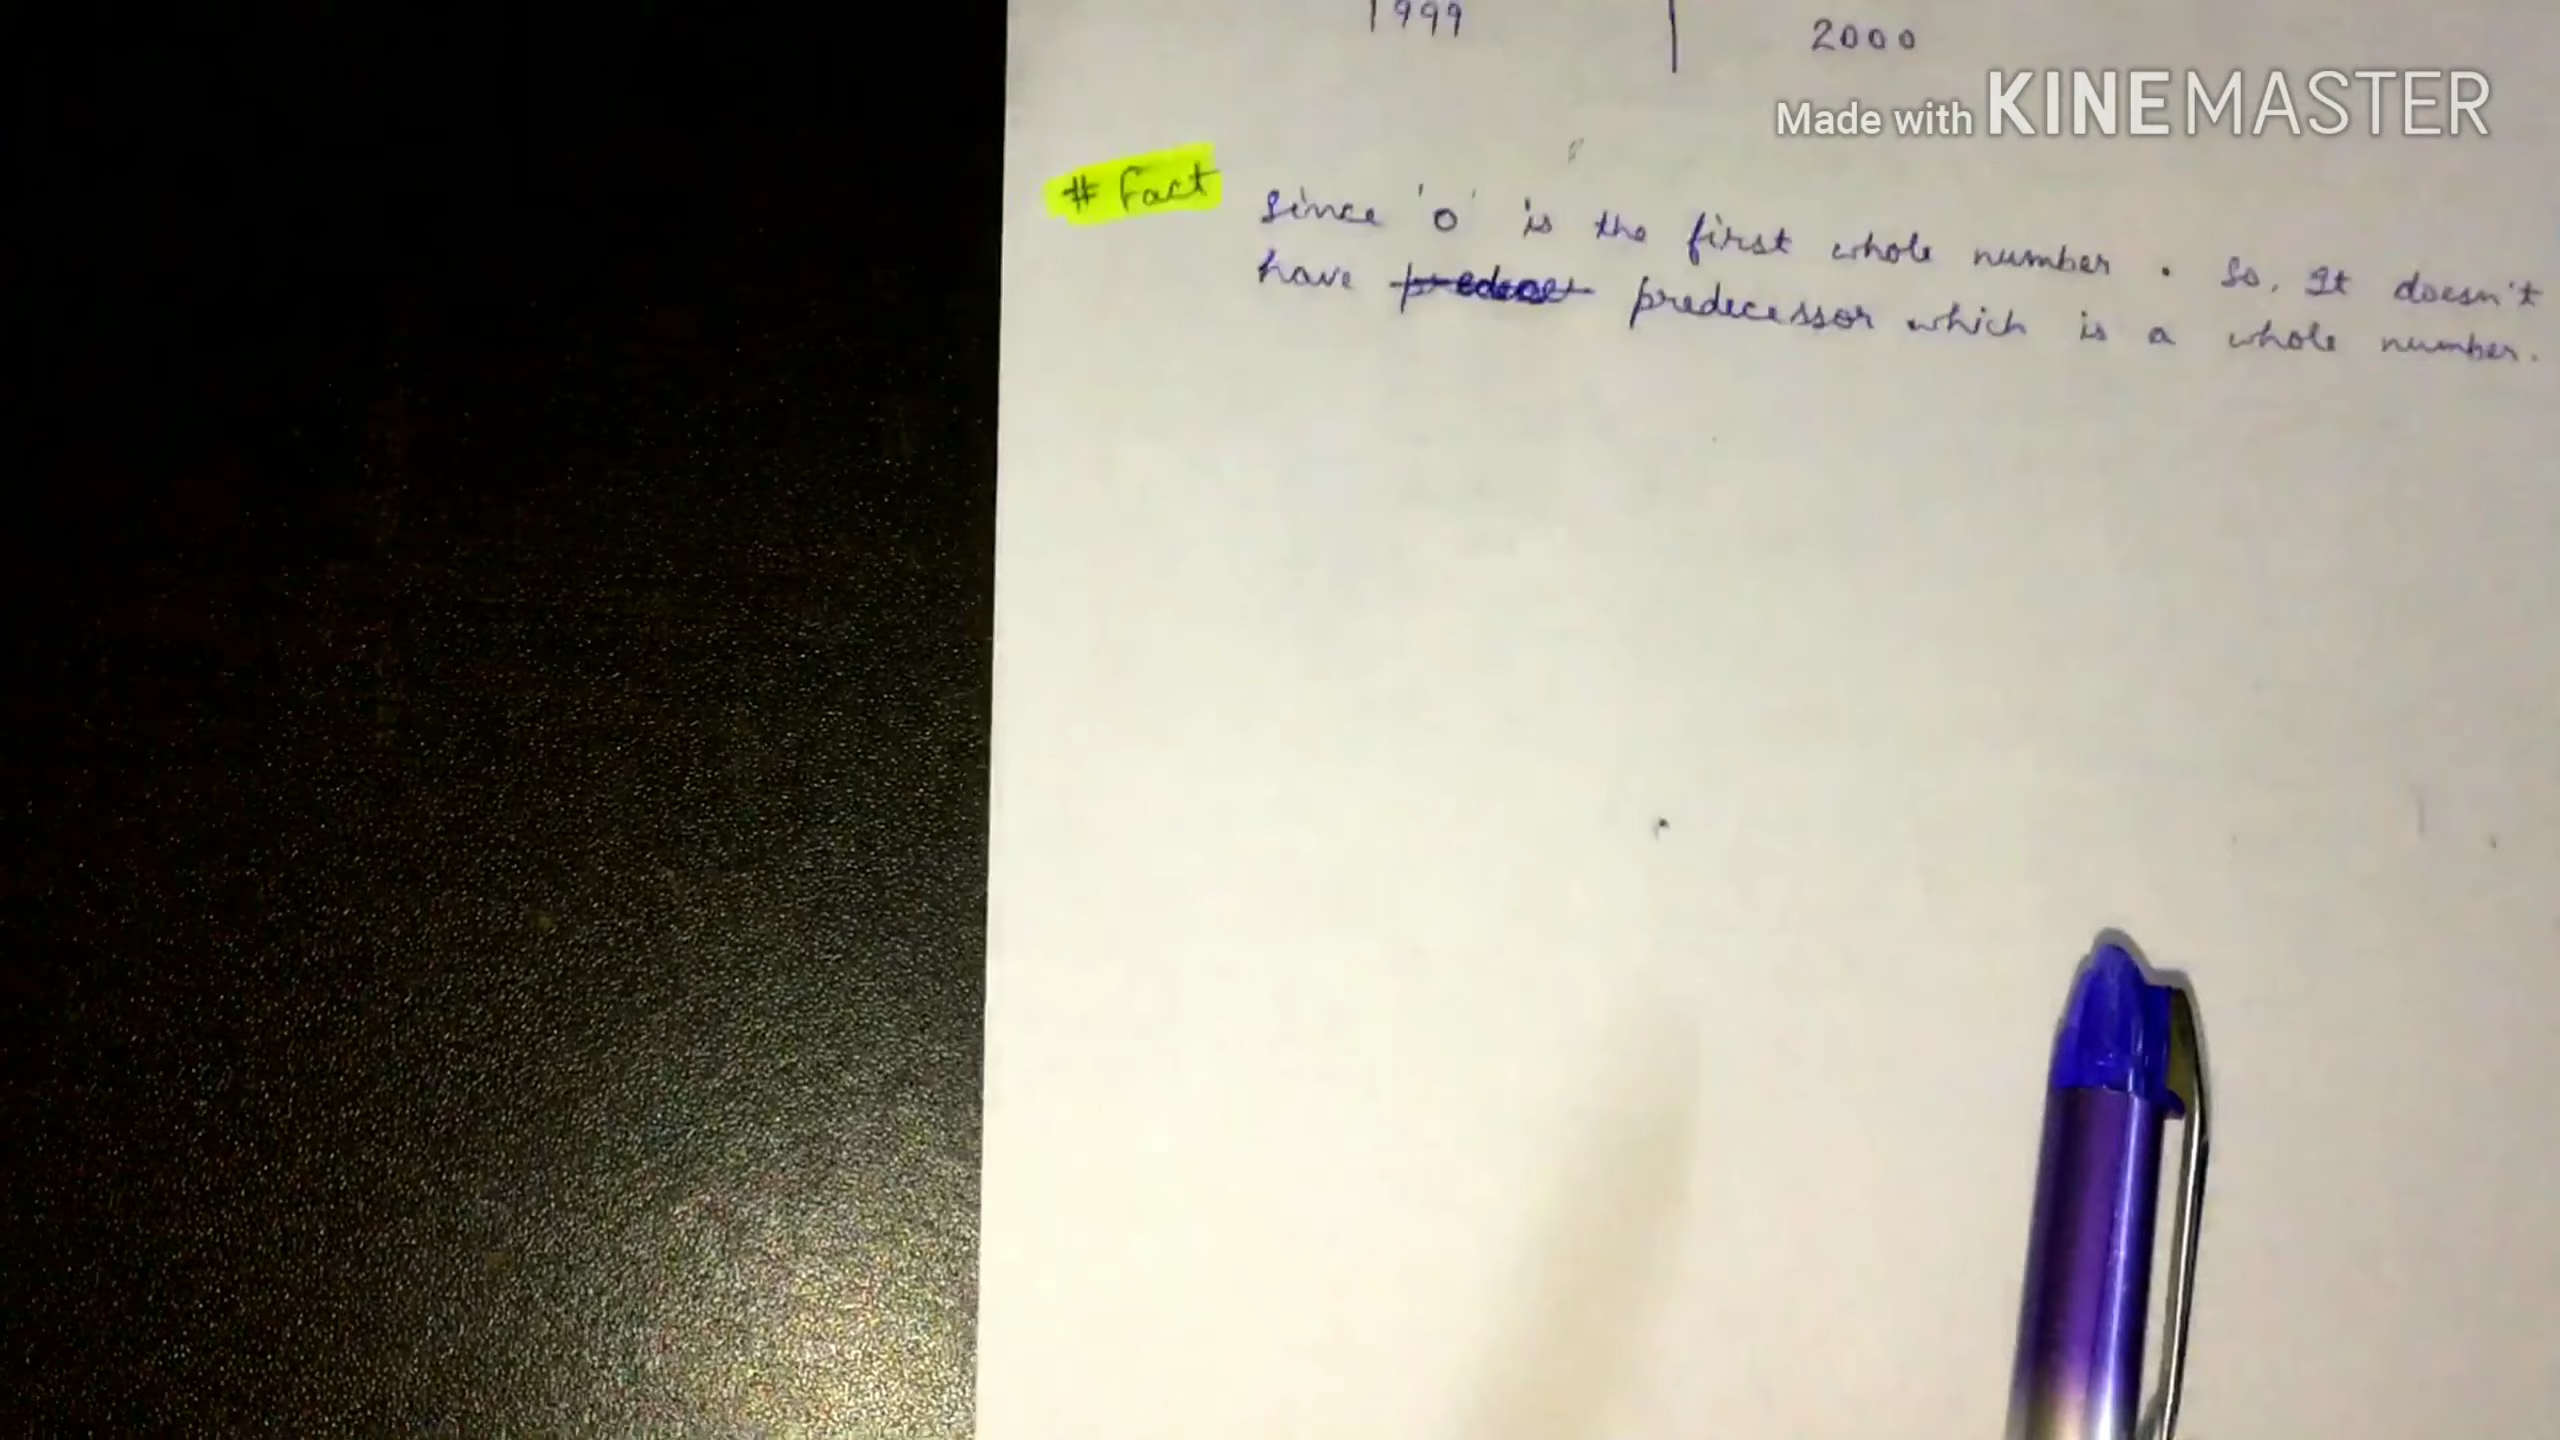 1999 | 2000
Made with KINEMASTER
# Fact since '0' is the first whole number . So, It doesn't
have predecessor which is a whole number.